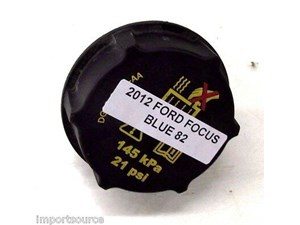 2012 FORD FOCUS
BLUE 82
145 kPa
21 psi
importsource